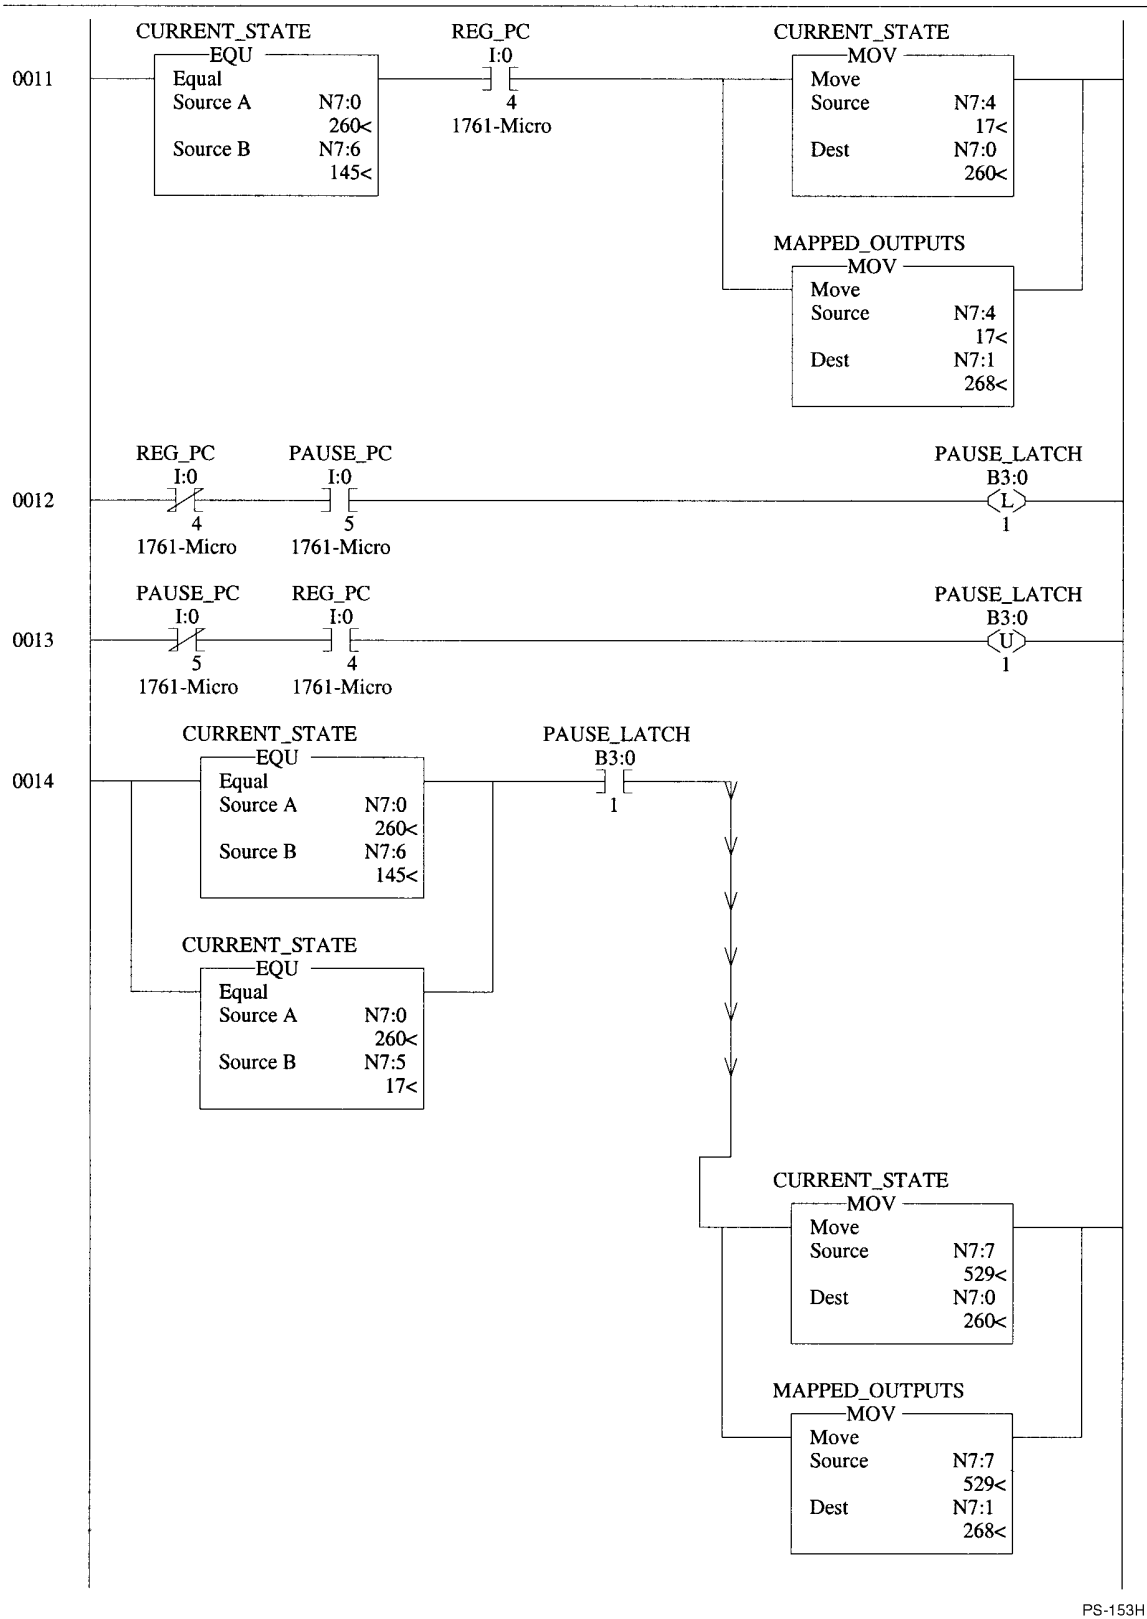 CURRENT_STATE REG_PC CURRENT_STATE
EQU I:0 MOV
0011 Equal Move
Source A N7:0 4 Source N7:4
260< 1761-Micro 17<
Source B N7:6 Dest N7:0
145< 260<
MAPPED_OUTPUTS
MOV
Move
Source N7:4
17<
Dest N7:1
268<
REG_PC PAUSE_PC PAUSE_LATCH
I:0 I:0 B3:0
0012 L
4 5 1
1761-Micro 1761-Micro
PAUSE_PC REG_PC PAUSE_LATCH
I:0 I:0 B3:0
0013 U
5 4 1
1761-Micro 1761-Micro
CURRENT_STATE PAUSE_LATCH
EQU B3:0
0014 Equal
Source A N7:0 1
260<
Source B N7:6
145<
CURRENT_STATE
EQU
Equal
Source A N7:0
260<
Source B N7:5
17<
CURRENT_STATE
MOV
Move
Source N7:7
529<
Dest N7:0
260<
MAPPED_OUTPUTS
MOV
Move
Source N7:7
529<
Dest N7:1
268<
PS-153H